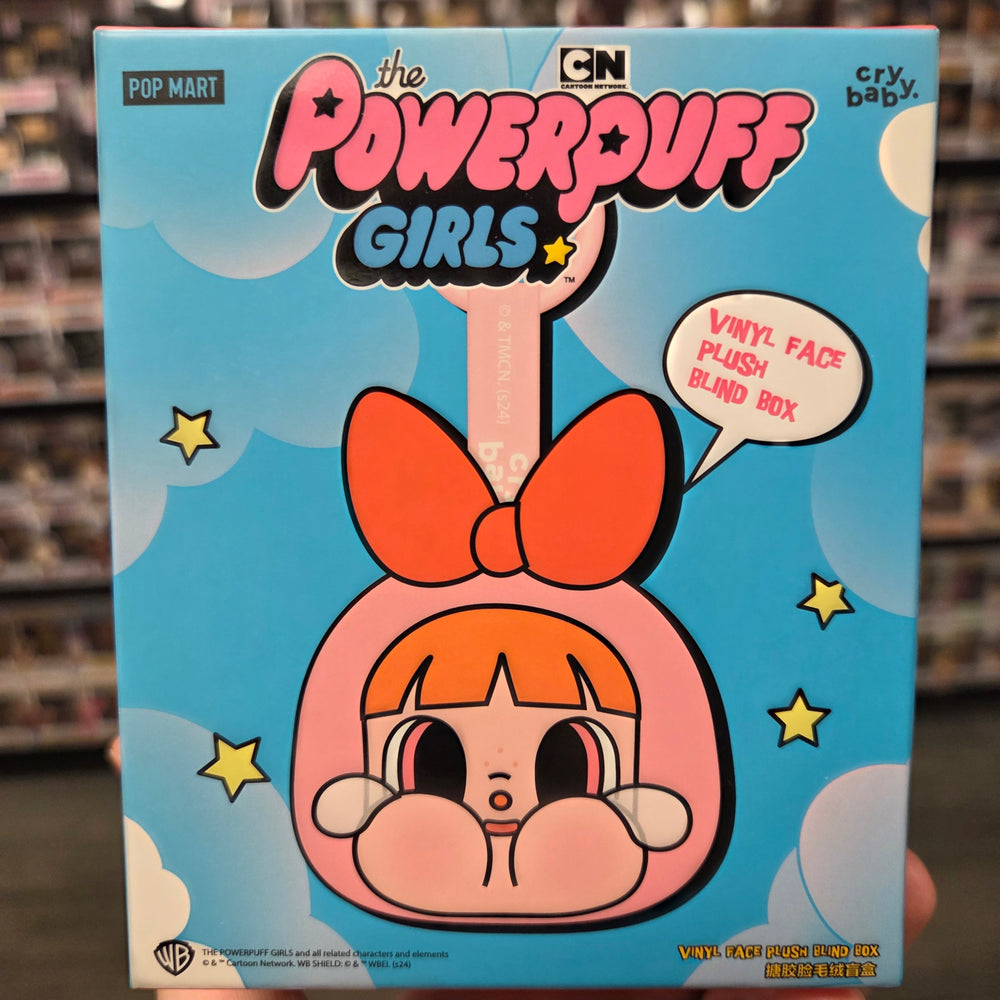 POP MART
the
CN
CARTOON NETWORK.
cry
baby.
POWERPUFF
GIRLS
TM
© & TMCN. (s24)
VINYL FACE
PLUSH
BLIND BOX
WB
THE POWERPUFF GIRLS and all related characters and elements
© & ™ Cartoon Network. WB SHIELD: © & ™ WBEI. (s24)
VINYL FACE PLUSH BLIND BOX
搪胶脸毛绒盲盒